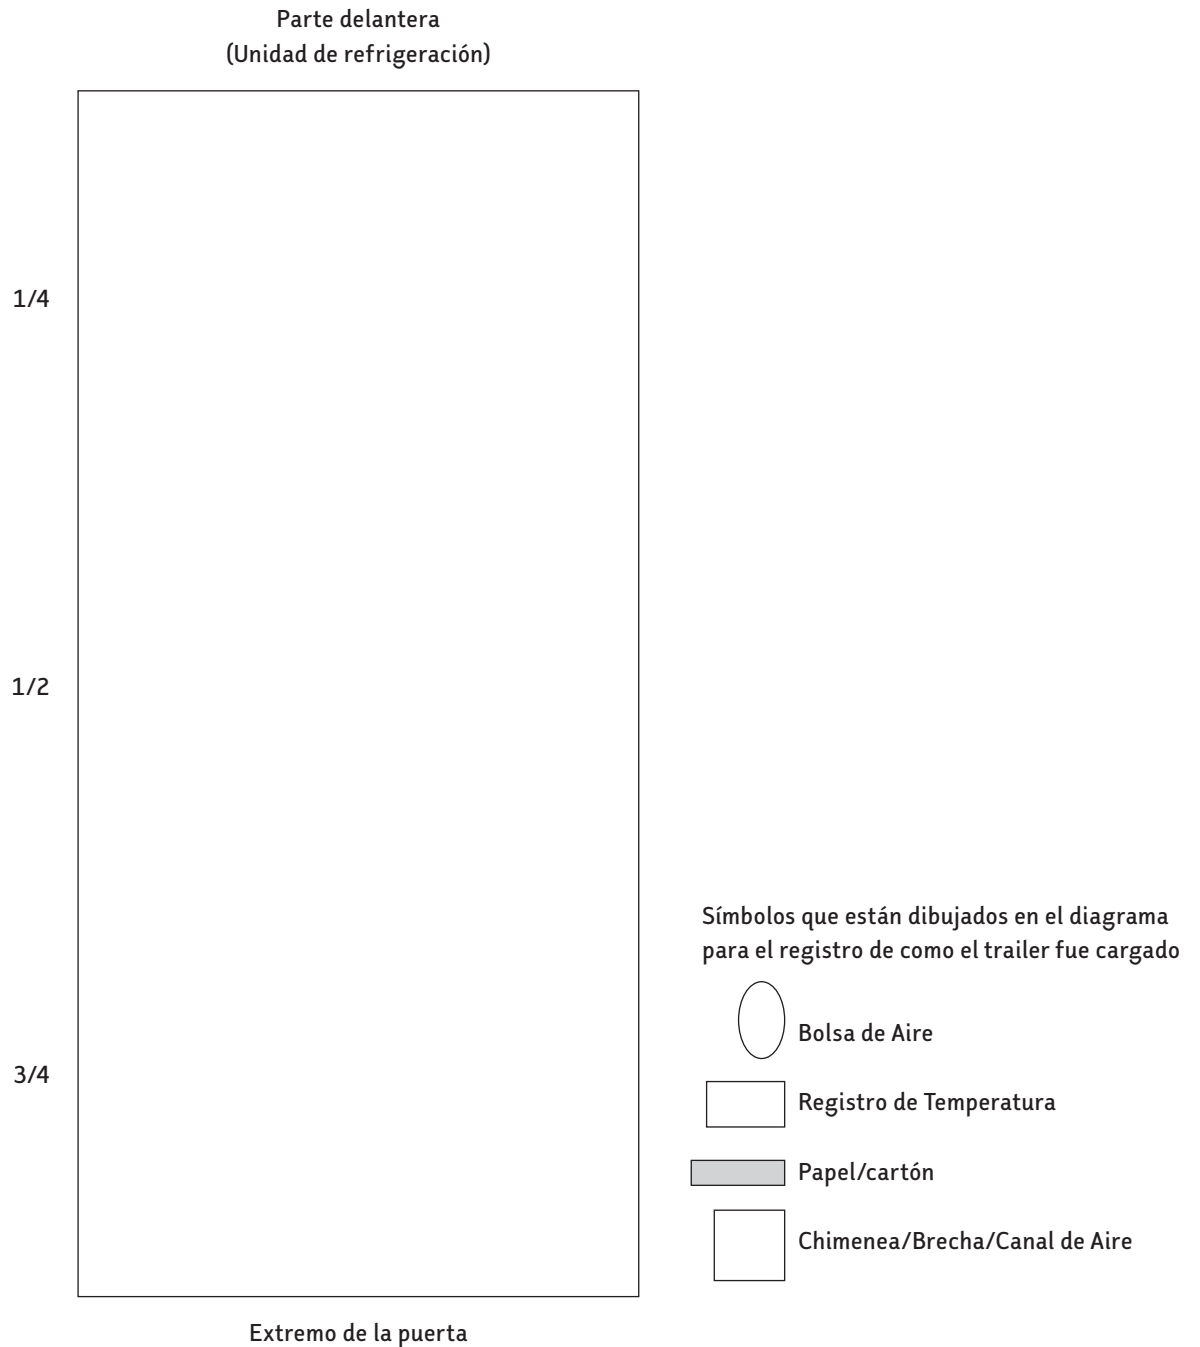 Parte delantera
(Unidad de refrigeración)
1/4
1/2
3/4
Símbolos que están dibujados en el diagrama
para el registro de como el trailer fue cargado
Bolsa de Aire
Registro de Temperatura
Papel/cartón
Chimenea/Brecha/Canal de Aire
Extremo de la puerta